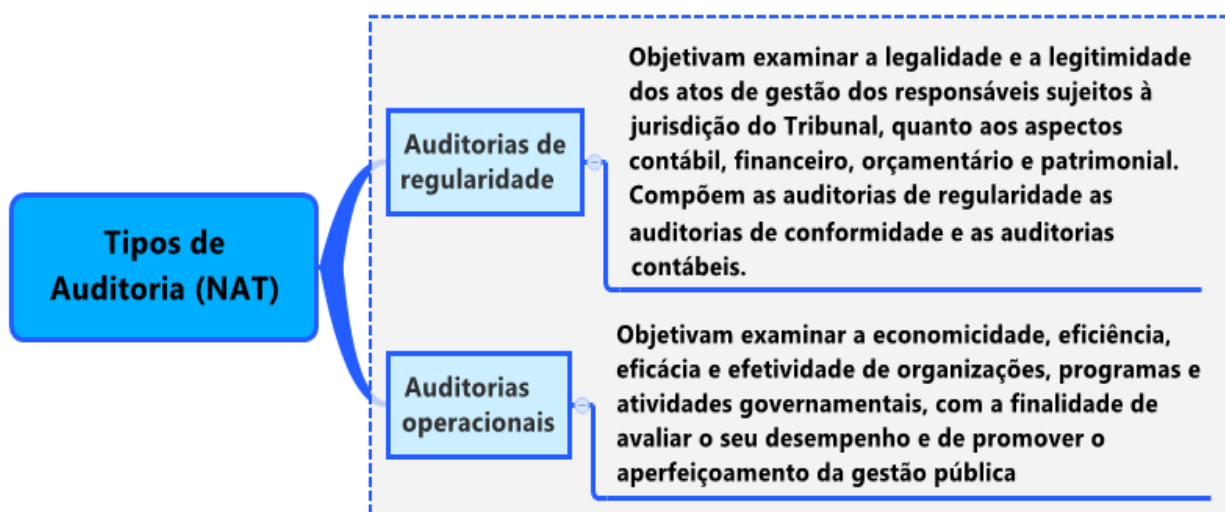 Tipos de
Auditoria (NAT)
Auditorias de
regularidade
Objetivam examinar a legalidade e a legitimidade
dos atos de gestão dos responsáveis sujeitos à
jurisdição do Tribunal, quanto aos aspectos
contábil, financeiro, orçamentário e patrimonial.
Compõem as auditorias de regularidade as
auditorias de conformidade e as auditorias
contábeis.
Auditorias
operacionais
Objetivam examinar a economicidade, eficiência,
eficácia e efetividade de organizações, programas e
atividades governamentais, com a finalidade de
avaliar o seu desempenho e de promover o
aperfeiçoamento da gestão pública